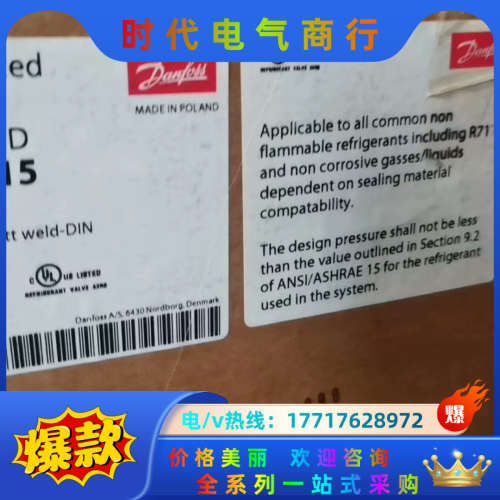 时代电气商行
ed
Danfoss
MADE IN POLAND
D
15
tt weld-DIN
UL
US LISTED
REFRIGERANT VALVE
Danfoss A/S, 6430 Nordborg, Denmark
Danfoss
Applicable to all common non
flammable refrigerants including R717
and non corrosive gasses/liquids
dependent on sealing material
compatability.
The design pressure shall not be less
than the value outlined in Section 9.2
of ANSI/ASHRAE 15 for the refrigerant
used in the system.
爆款
电/v热线：17717628972
爆
价格美丽 欢迎咨询
全系列一站式采购